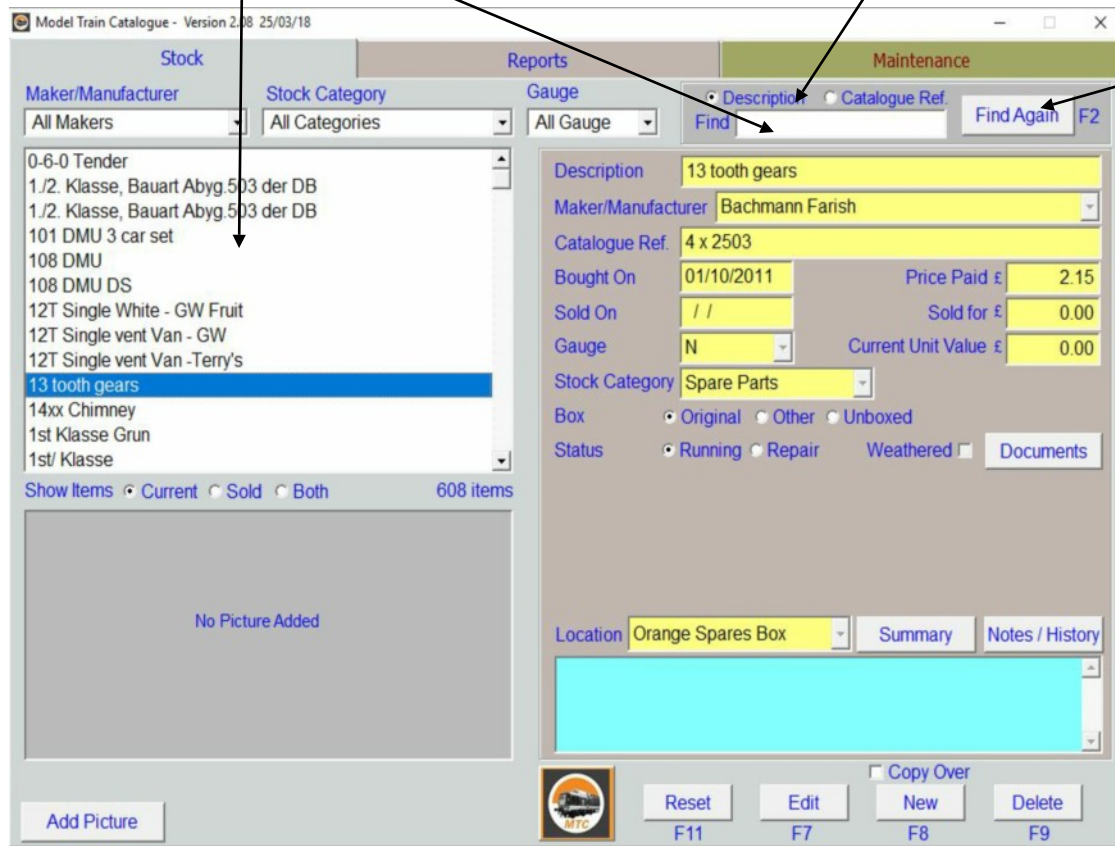 Model Train Catalogue - Version 2.08 25/03/18
Stock Reports Maintenance
Maker/Manufacturer Stock Category Gauge
Description Catalogue Ref.
All Makers All Categories All Gauge Find Find Again F2
0-6-0 Tender
1./2. Klasse, Bauart Abyg.503 der DB
1./2. Klasse, Bauart Abyg.503 der DB
101 DMU 3 car set
108 DMU
108 DMU DS
12T Single White - GW Fruit
12T Single vent Van - GW
12T Single vent Van -Terry's
13 tooth gears
14xx Chimney
1st Klasse Grun
1st/ Klasse
Show Items Current Sold Both 608 items
No Picture Added
Add Picture
Description 13 tooth gears
Maker/Manufacturer Bachmann Farish
Catalogue Ref. 4 x 2503
Bought On 01/10/2011 Price Paid £ 2.15
Sold On / / Sold for £ 0.00
Gauge N Current Unit Value £ 0.00
Stock Category Spare Parts
Box Original Other Unboxed
Status Running Repair Weathered Documents
Location Orange Spares Box Summary Notes / History
Copy Over
MTC Reset Edit New Delete
F11 F7 F8 F9